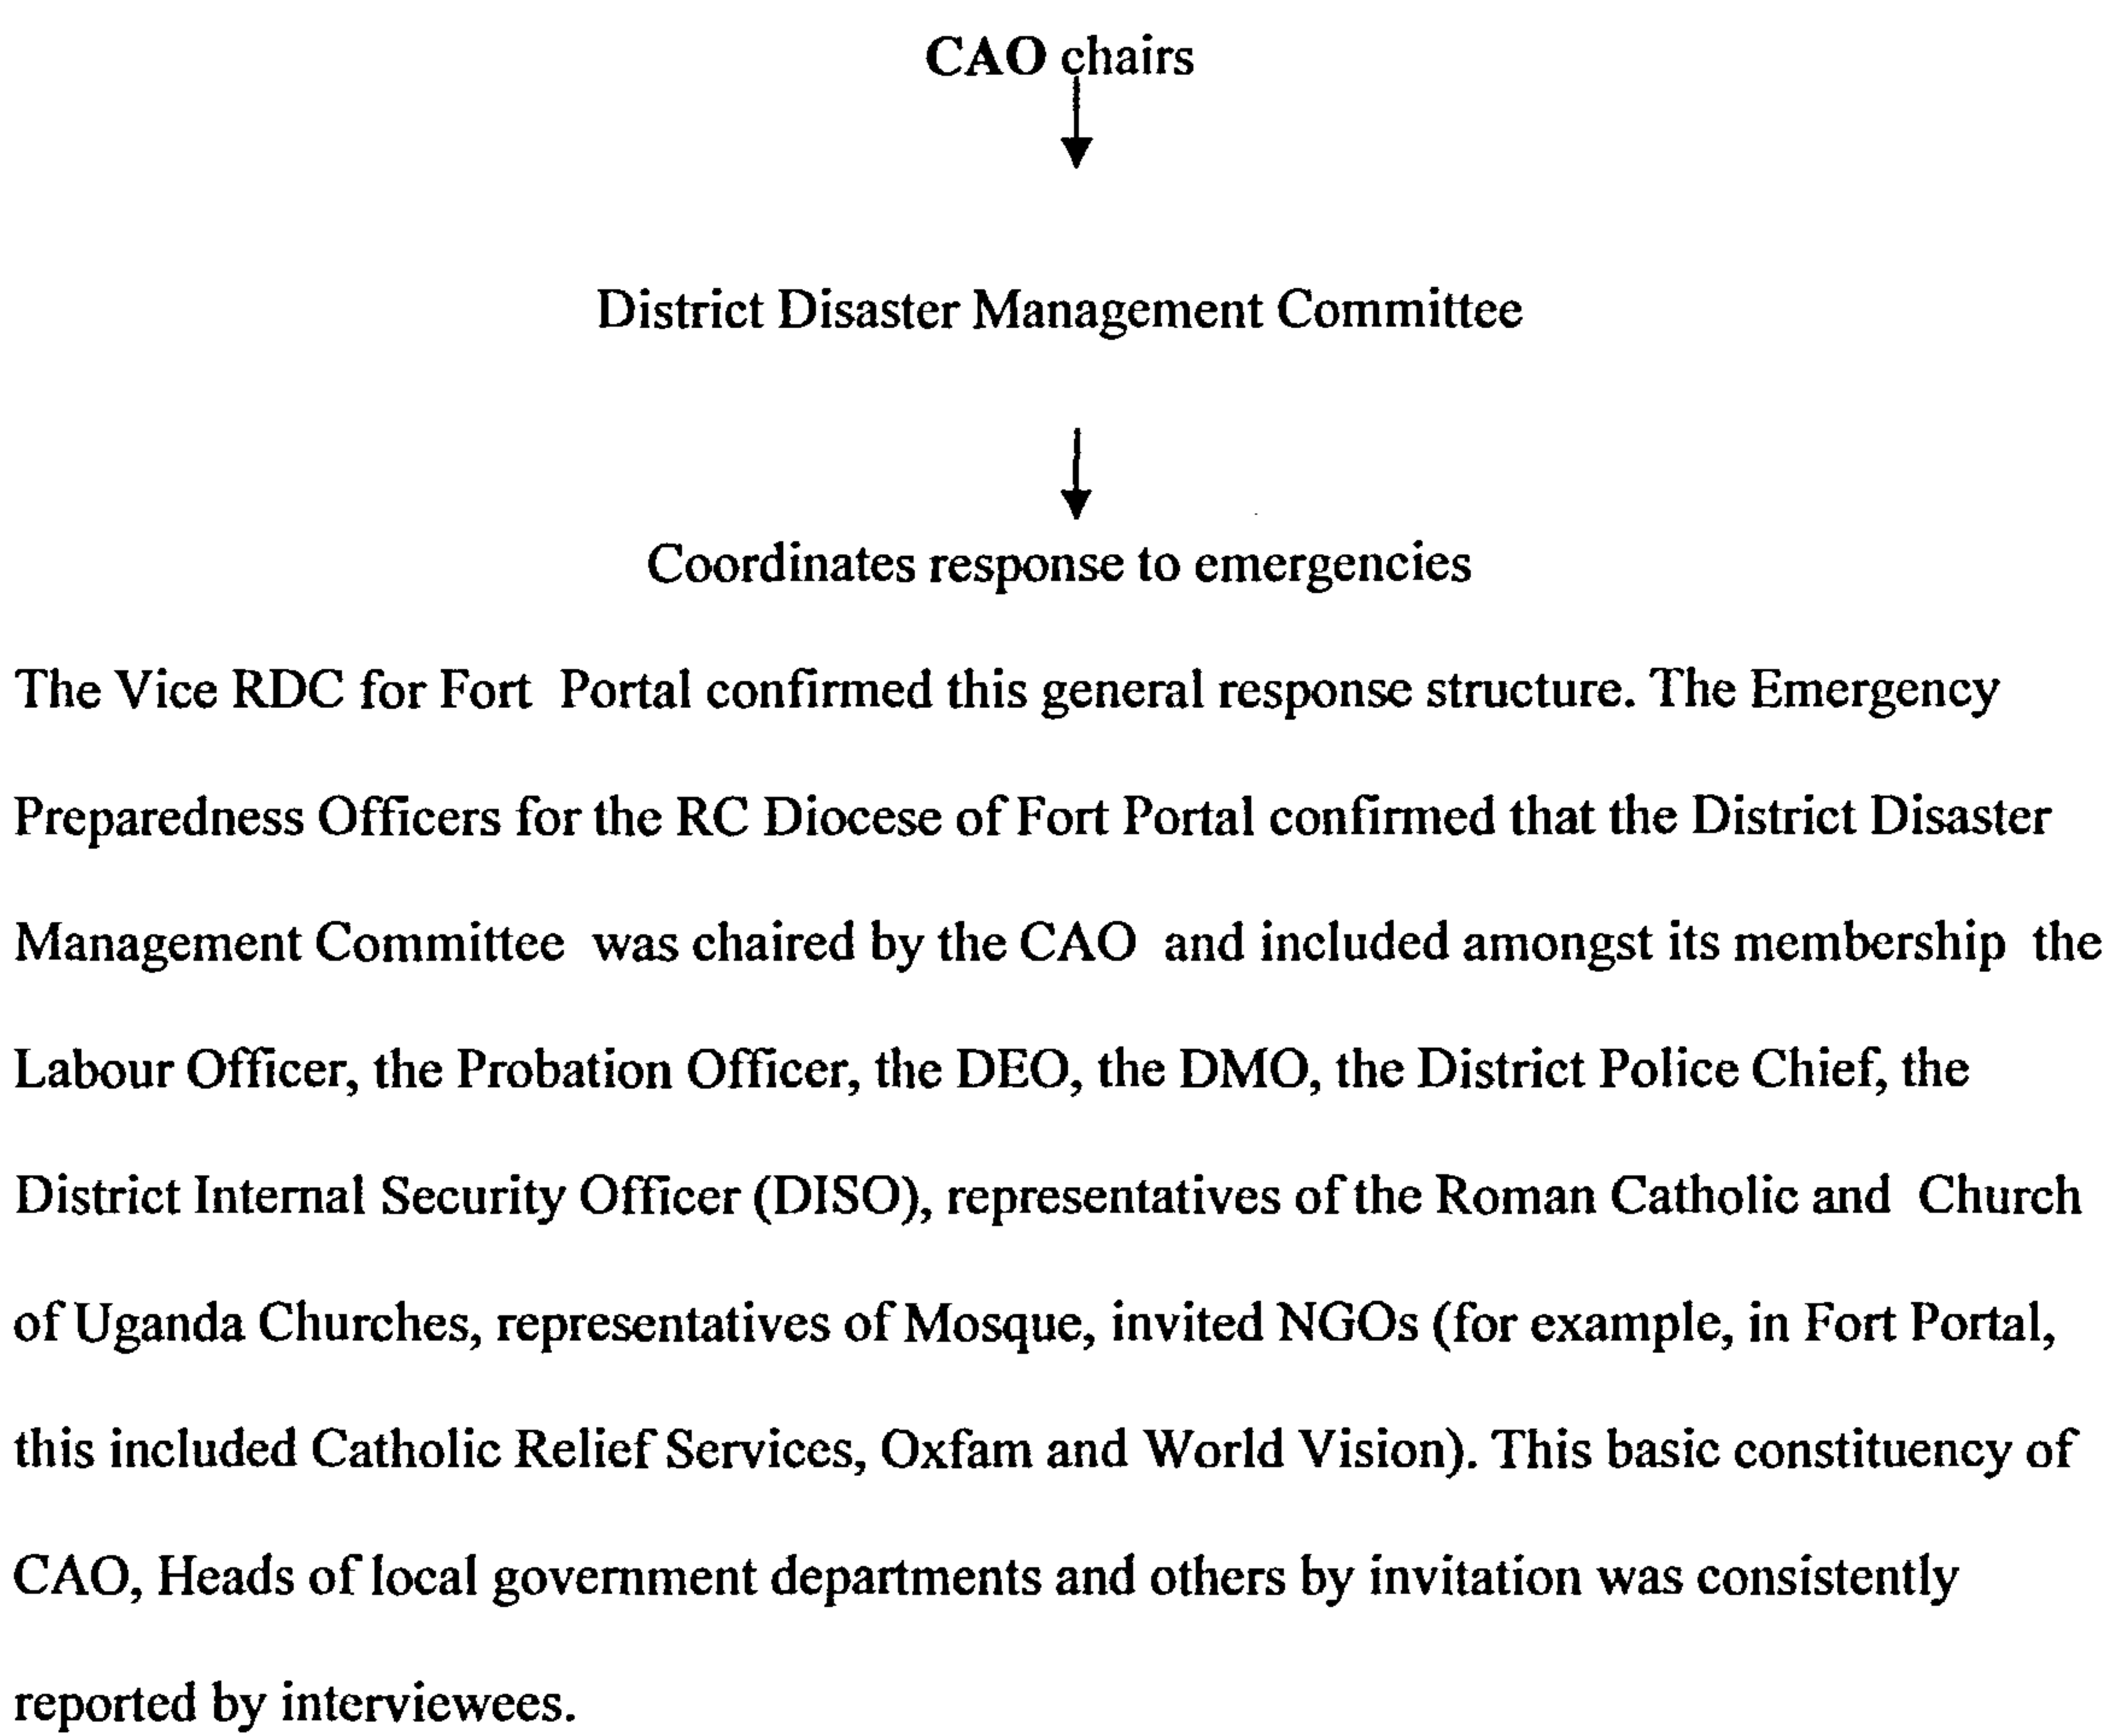 CAO chairs
District Disaster Management Committee
Coordinates response to emergencies
The Vice RDC for Fort Portal confirmed this general response structure. The Emergency
Preparedness Officers for the RC Diocese of Fort Portal confirmed that the District Disaster
Management Committee was chaired by the CAO and included amongst its membership the
Labour Officer, the Probation Officer, the DEO, the DMO, the District Police Chief, the
District Internal Security Officer (DISO), representatives of the Roman Catholic and Church
of Uganda Churches, representatives of Mosque, invited NGOs (for example, in Fort Portal,
this included Catholic Relief Services, Oxfam and World Vision). This basic constituency of
CAO, Heads of local government departments and others by invitation was consistently
reported by interviewees.